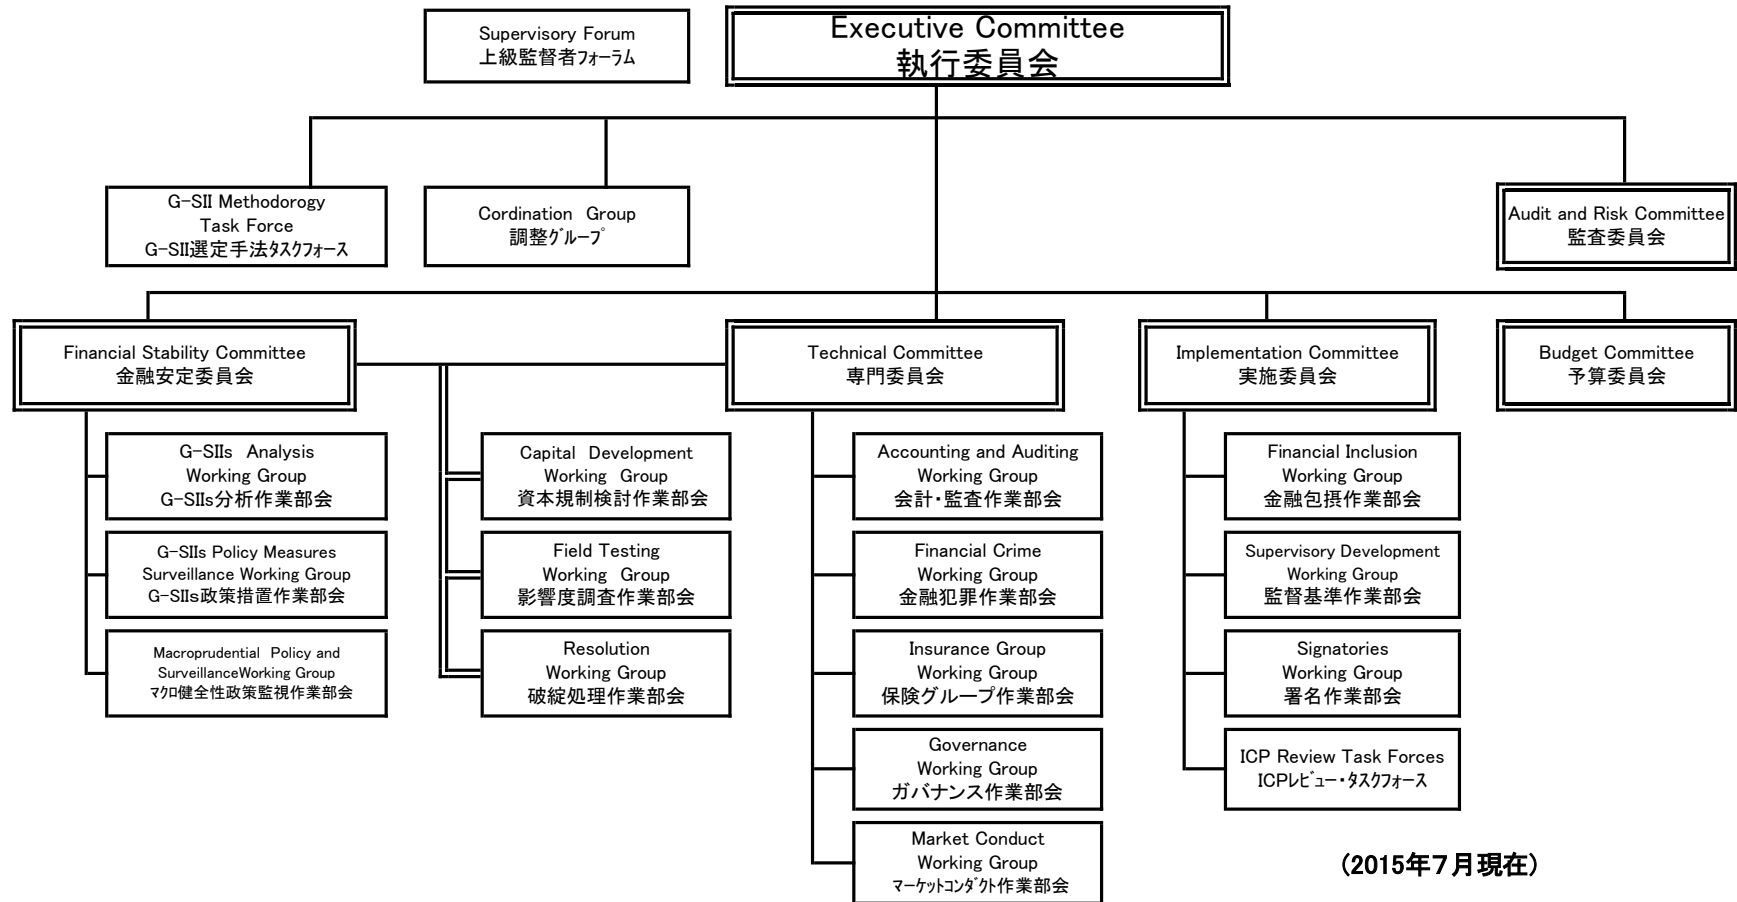 Supervisory Forum
上級監督者フォーラム
Executive Committee
執行委員会
G-SII Methodorogy
Task Force
G-SII選定手法タスクフォース
Cordination Group
調整グループ
Audit and Risk Committee
監査委員会
Financial Stability Committee
金融安定委員会
Technical Committee
専門委員会
Implementation Committee
実施委員会
Budget Committee
予算委員会
G-SIIs Analysis
Working Group
G-SIIs分析作業部会
G-SIIs Policy Measures
Surveillance Working Group
G-SIIs政策措置作業部会
Macroprudential Policy and
SurveillanceWorking Group
マクロ健全性政策監視作業部会
Capital Development
Working Group
資本規制検討作業部会
Field Testing
Working Group
影響度調査作業部会
Resolution
Working Group
破綻処理作業部会
Accounting and Auditing
Working Group
会計・監査作業部会
Financial Crime
Working Group
金融犯罪作業部会
Insurance Group
Working Group
保険グループ作業部会
Governance
Working Group
ガバナンス作業部会
Market Conduct
Working Group
マーケットコンダクト作業部会
Financial Inclusion
Working Group
金融包摂作業部会
Supervisory Development
Working Group
監督基準作業部会
Signatories
Working Group
署名作業部会
ICP Review Task Forces
ICPレビュー・タスクフォース
(2015年7月現在)